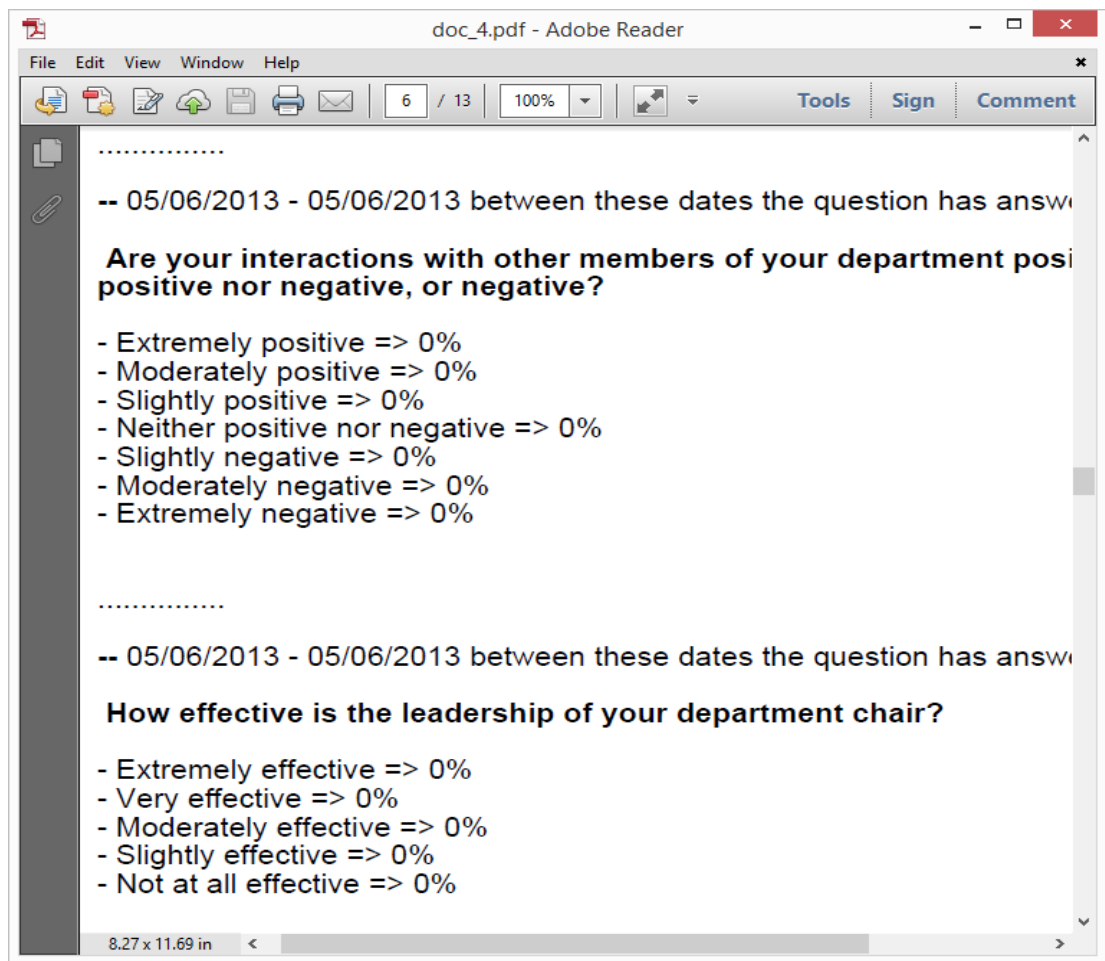 doc_4.pdf - Adobe Reader
File Edit View Window Help
6 / 13 100% Tools Sign Comment
...............
-- 05/06/2013 - 05/06/2013 between these dates the question has answ
Are your interactions with other members of your department posi
positive nor negative, or negative?
- Extremely positive => 0%
- Moderately positive => 0%
- Slightly positive => 0%
- Neither positive nor negative => 0%
- Slightly negative => 0%
- Moderately negative => 0%
- Extremely negative => 0%
...............
-- 05/06/2013 - 05/06/2013 between these dates the question has answ
How effective is the leadership of your department chair?
- Extremely effective => 0%
- Very effective => 0%
- Moderately effective => 0%
- Slightly effective => 0%
- Not at all effective => 0%
8.27 x 11.69 in